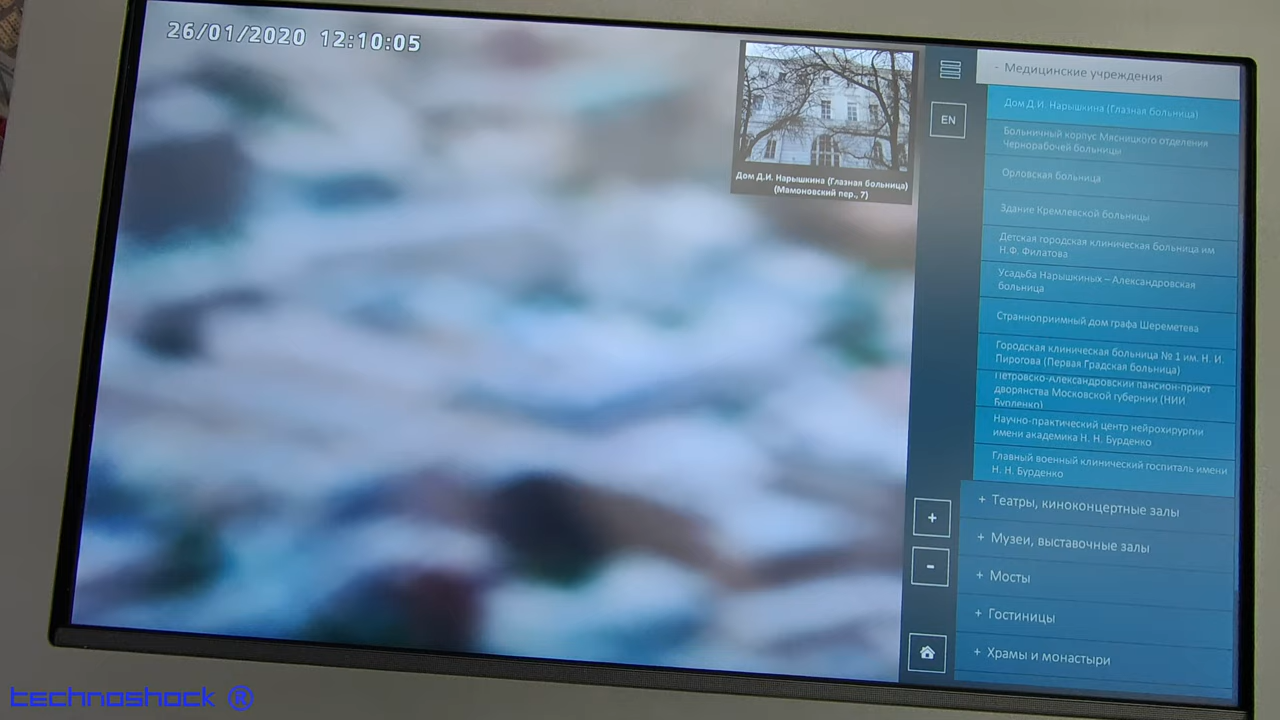 26/01/2020 12:10:05
Дом Д.И. Нарышкина (Глазная больница)
(Мамоновский пер., 7)
EN
- Медицинские учреждения
Дом Д.И. Нарышкина (Глазная больница)
Больничный корпус Мясницкого отделения
Чернорабочей больницы
Орловская больница
Здание Кремлевской больницы
Детская городская клиническая больница им
Н.Ф. Филатова
Усадьба Нарышкиных – Александровская
больница
Странноприимный дом графа Шереметева
Городская клиническая больница № 1 им. Н. И.
Пирогова (Первая Градская больница)
Петровско-Александровский пансион-приют
дворянства Московской губернии (НИИ
Бурденко)
Научно-практический центр нейрохирургии
имени академика Н. Н. Бурденко
Главный военный клинический госпиталь имени
Н. Н. Бурденко
+ Театры, киноконцертные залы
+ Музеи, выставочные залы
+ Мосты
+ Гостиницы
+ Храмы и монастыри
+
-
technoshock ®